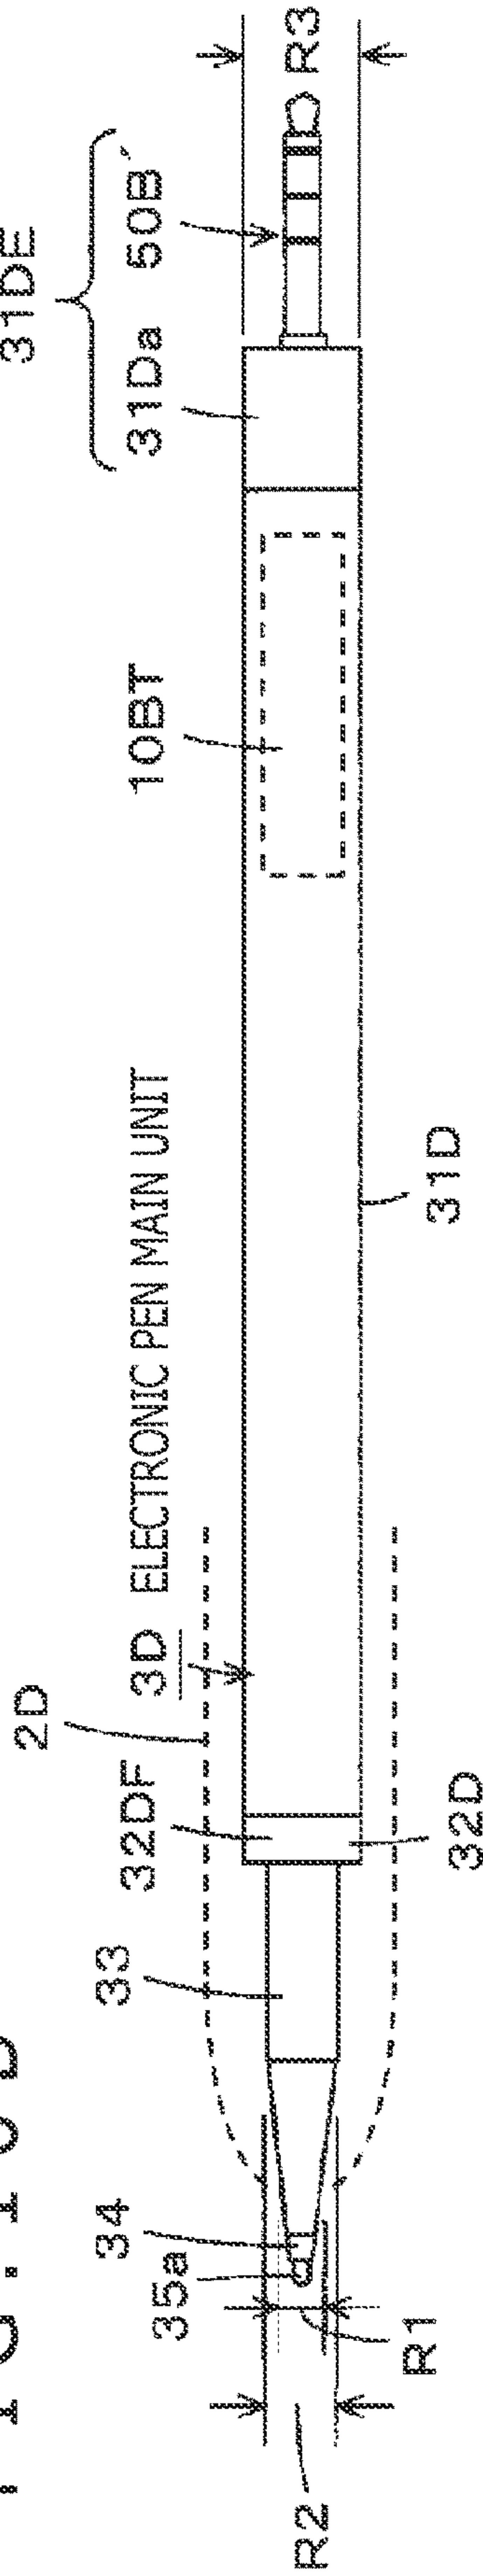 31DE
2D
35a
34
33
32DF
3D ELECTRONIC PEN MAIN UNIT
10BT
31Da
50B'
R3
R2
R1
32D
31D